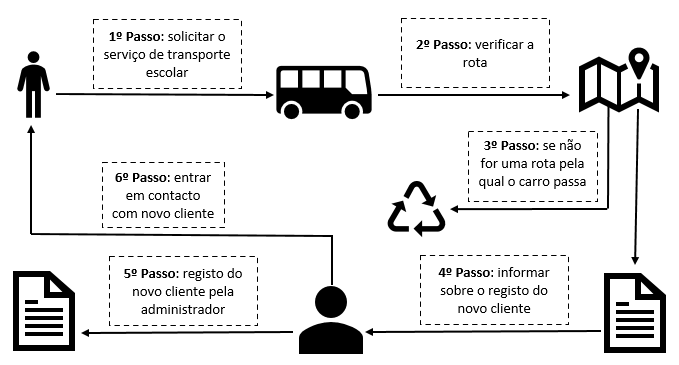 1º Passo: solicitar o
serviço de transporte
escolar
2º Passo: verificar a
rota
3º Passo: se não
for uma rota pela
qual o carro passa
6º Passo: entrar
em contacto
com novo cliente
5º Passo: registo do
novo cliente pela
administrador
4º Passo: informar
sobre o registo do
novo cliente